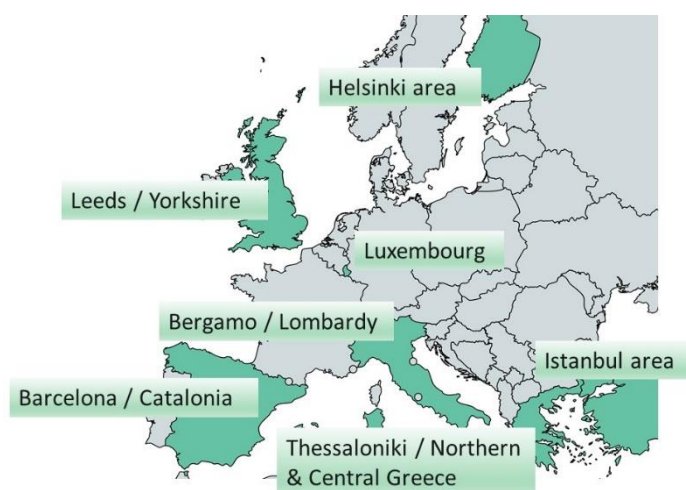 Helsinki area
Leeds / Yorkshire
Luxembourg
Bergamo / Lombardy
Istanbul area
Barcelona / Catalonia
Thessaloniki / Northern
& Central Greece